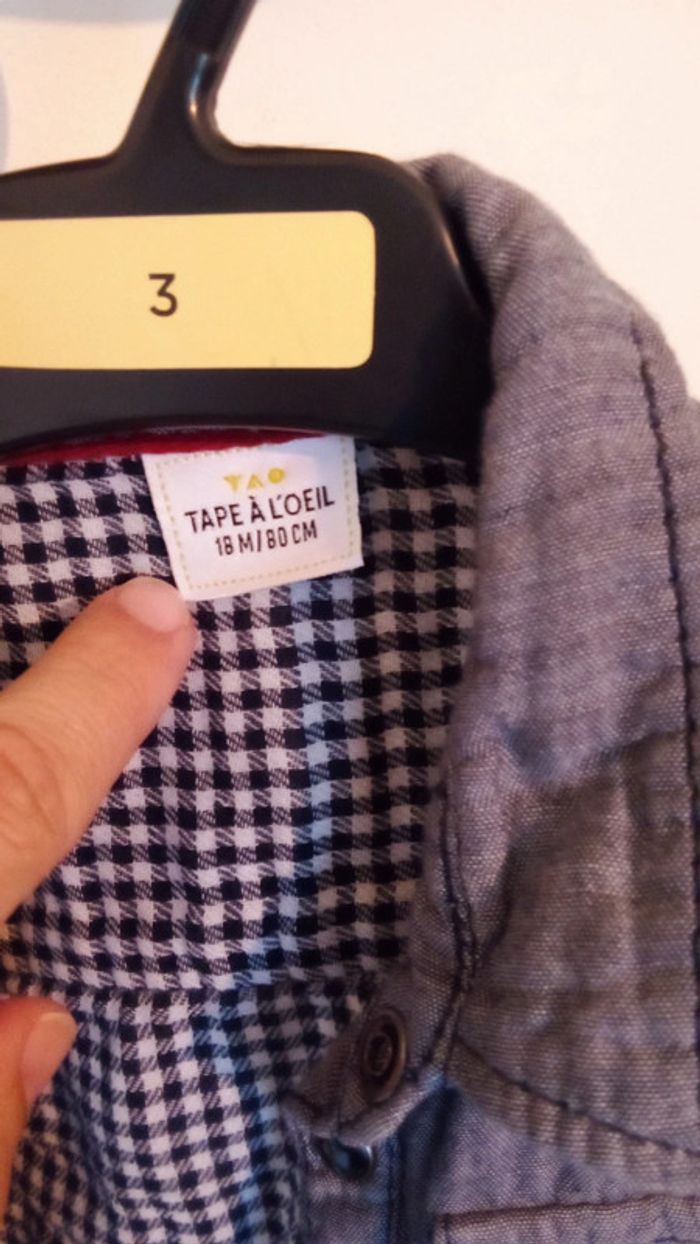 3
TAO
TAPE À L'OEIL
18 M/80 CM